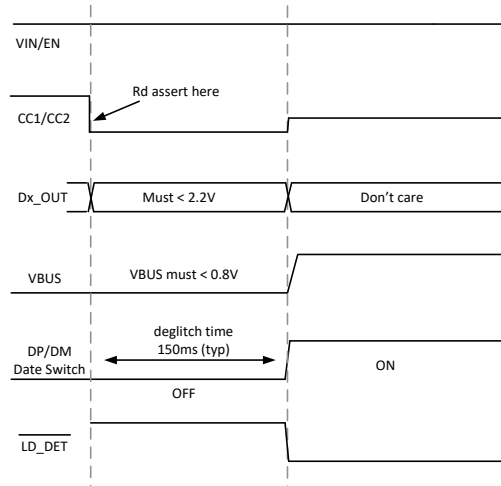 VIN/EN
Rd assert here
CC1/CC2
Dx_OUT
Must < 2.2V
Don't care
VBUS
VBUS must < 0.8V
deglitch time
150ms (typ)
DP/DM
Date Switch
ON
OFF
LD_DET